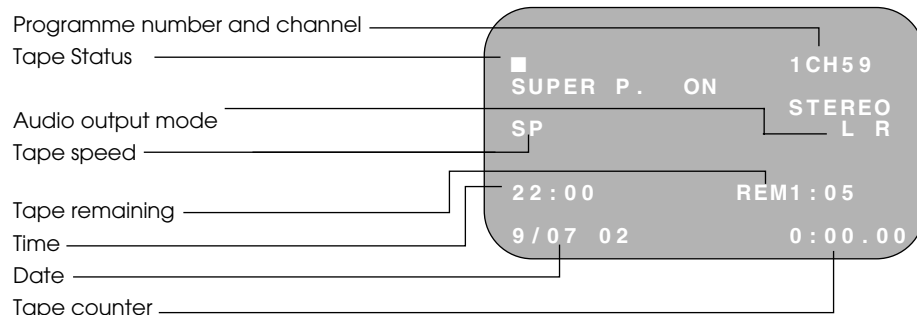 Programme number and channel
Tape Status
Audio output mode
Tape speed
Tape remaining
Time
Date
Tape counter
1CH59
SUPER P. ON
STEREO
SP L R
22:00 REM1:05
9/07 02 0:00.00